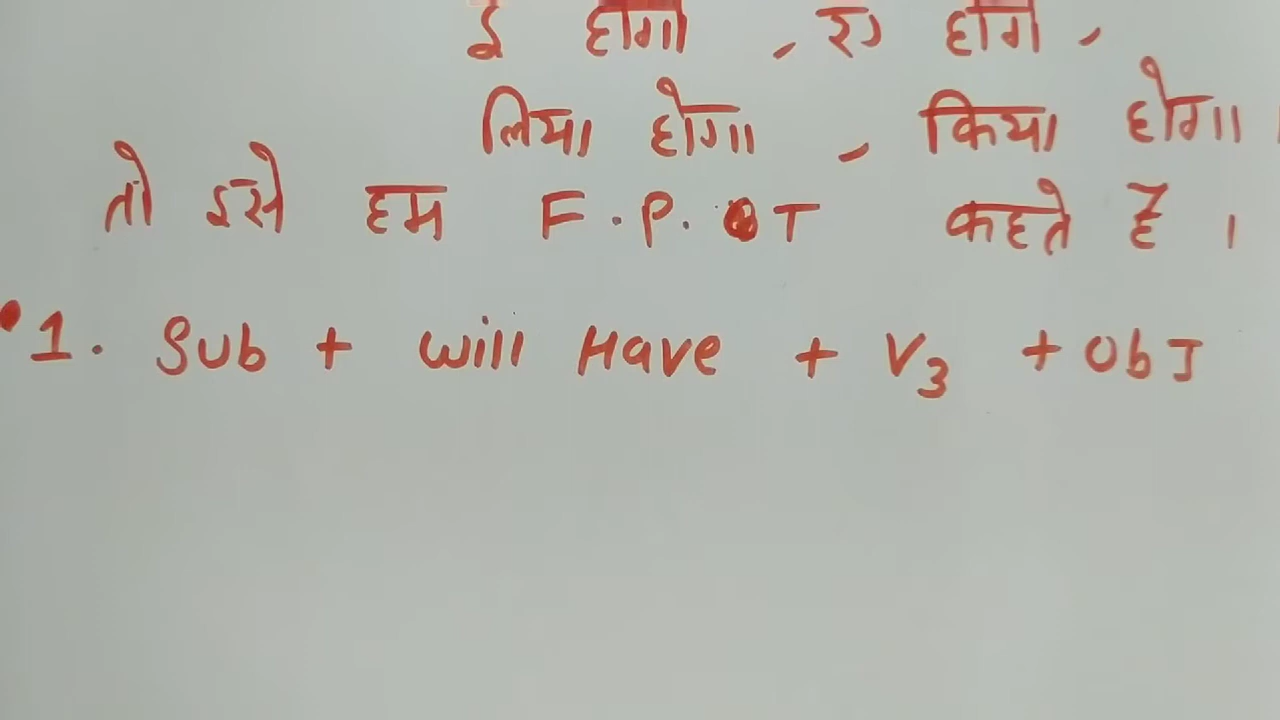 ई होगी , ए होंगे ,
लिया होगा , किया होगा ।
तो इसे हम F.P.T कहते हैं ।
1. Sub + will Have + V3 + ObJ